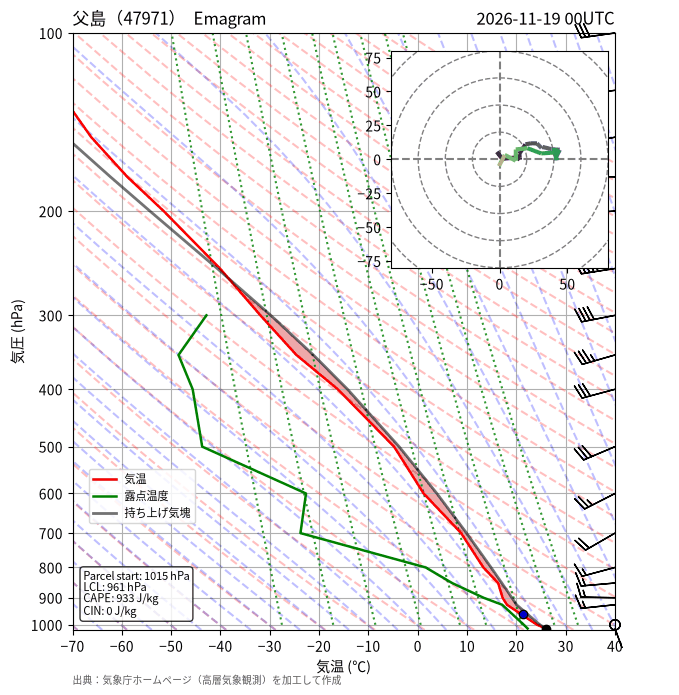 父島（47971） Emagram
2026-11-19 00UTC
100
200
300
400
500
600
700
800
900
1000
気圧 (hPa)
75
50
25
0
−25
−50
−75
−50
0
50
気温
露点温度
持ち上げ気塊
Parcel start: 1015 hPa
LCL: 961 hPa
CAPE: 933 J/kg
CIN: 0 J/kg
−70
−60
−50
−40
−30
−20
−10
0
10
20
30
40
気温 (°C)
出典：気象庁ホームページ（高層気象観測）を加工して作成